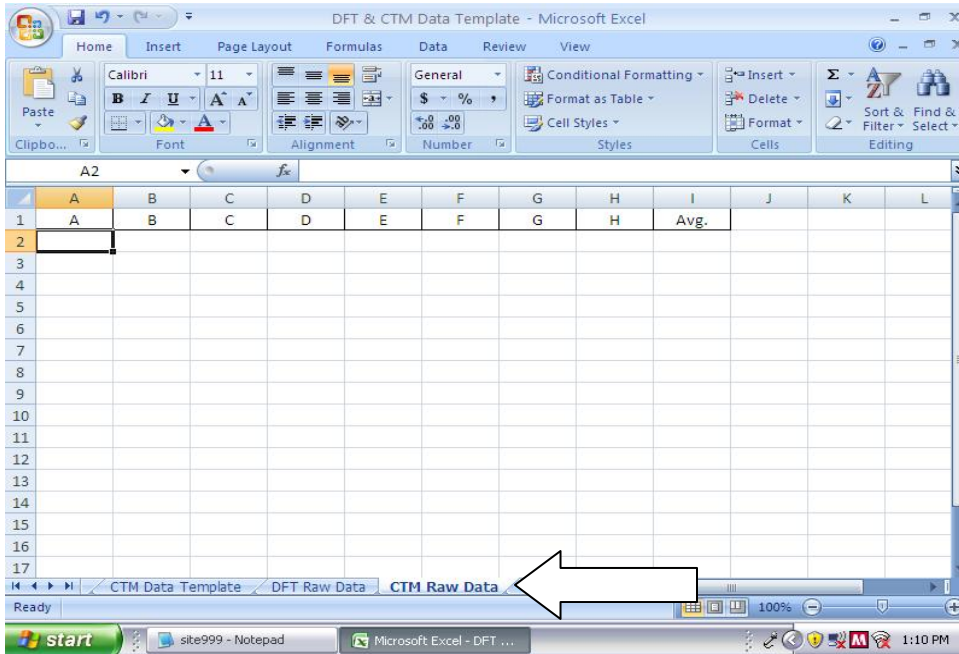 DFT & CTM Data Template - Microsoft Excel
Home Insert Page Layout Formulas Data Review View
Calibri 11 General Conditional Formatting Insert Σ
B I U A A $ % , Format as Table Delete
Paste Cell Styles Format Sort & Find &
A .00 .0 Filter Select
Clipbo... Font Alignment Number Styles Cells Editing
A2 fx
A B C D E F G H I J K L
1 A B C D E F G H Avg.
2
3
4
5
6
7
8
9
10
11
12
13
14
15
16
17
CTM Data Template DFT Raw Data CTM Raw Data
Ready 100%
start site999 - Notepad Microsoft Excel - DFT ... 1:10 PM